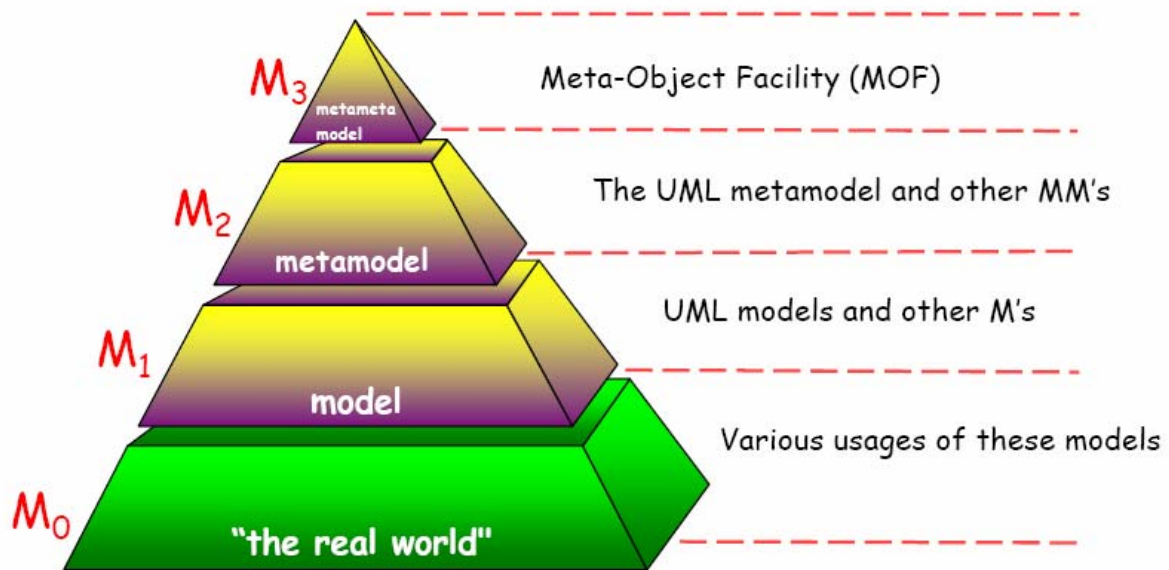 M3
metameta
model
Meta-Object Facility (MOF)
M2
metamodel
The UML metamodel and other MM's
M1
model
UML models and other M's
M0
“the real world"
Various usages of these models